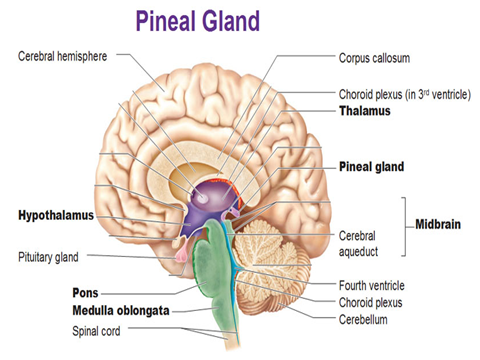 Pineal Gland
Cerebral hemisphere
Corpus callosum
Choroid plexus (in 3rd ventricle)
Thalamus
Pineal gland
Hypothalamus
Midbrain
Cerebral
aqueduct
Pituitary gland
Fourth ventricle
Pons
Choroid plexus
Medulla oblongata
Cerebellum
Spinal cord